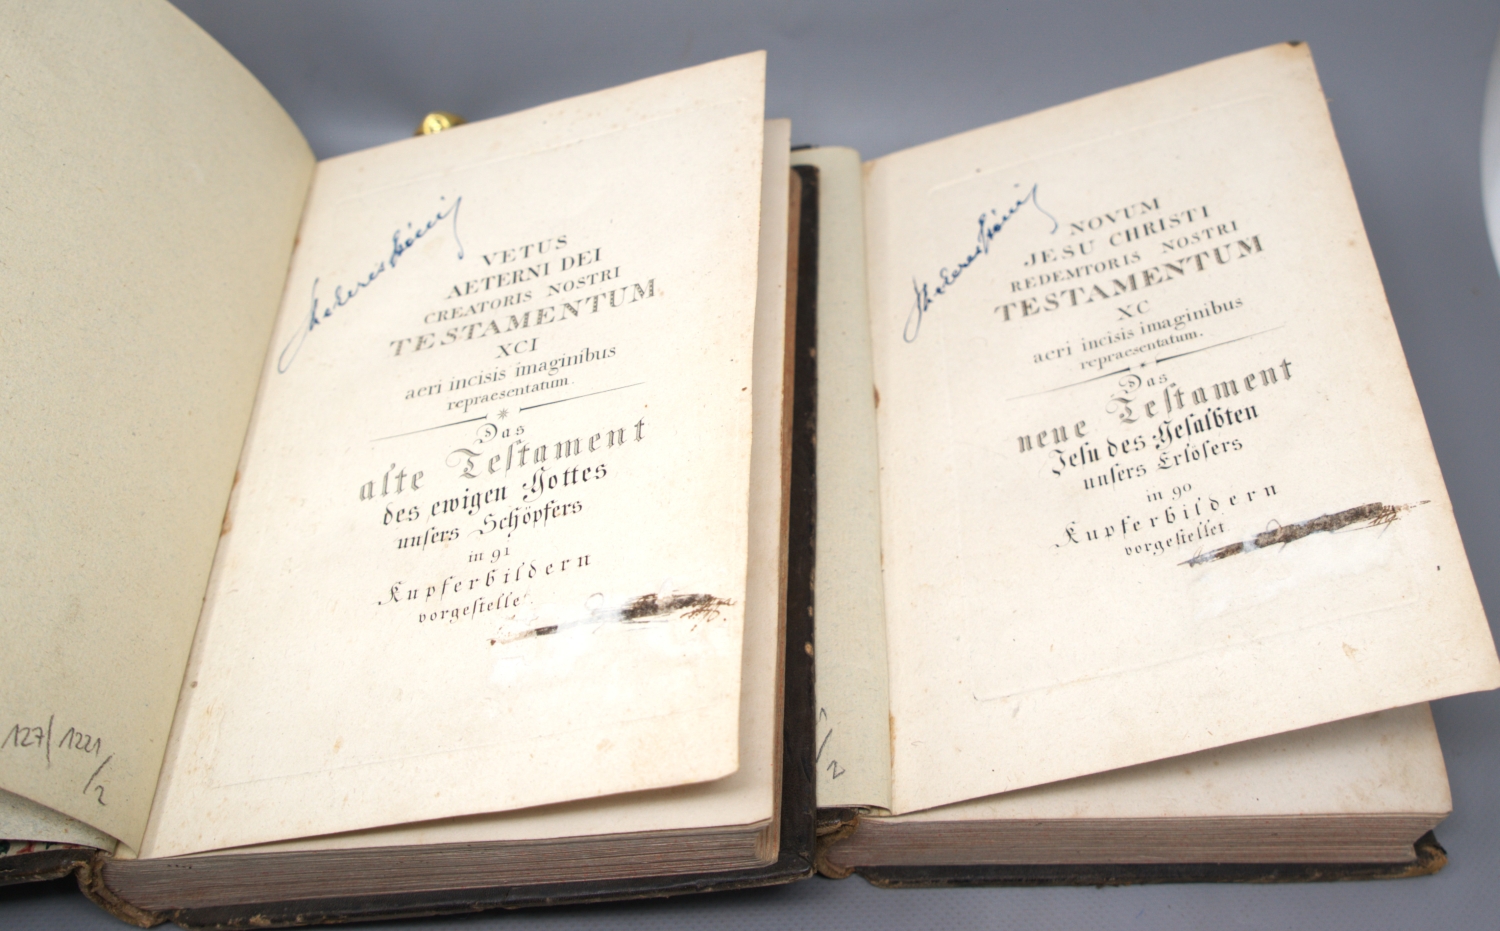 VETUS
AETERNI DEI
CREATORIS NOSTRI
TESTAMENTUM
XCI
aeri incisis imaginibus
repraesentatum.
Das
alte Testament
des ewigen Gottes
unsers Schöpfers
in 91
Kupferbildern
vorgestellet
127/1221
/2
NOVUM
JESU CHRISTI
REDEMTORIS NOSTRI
TESTAMENTUM
XC
aeri incisis imaginibus
repraesentatum.
Das
neue Testament
Jesu des Gesalbten
unsers Erlösers
in 90
Kupferbildern
vorgestellet
/2